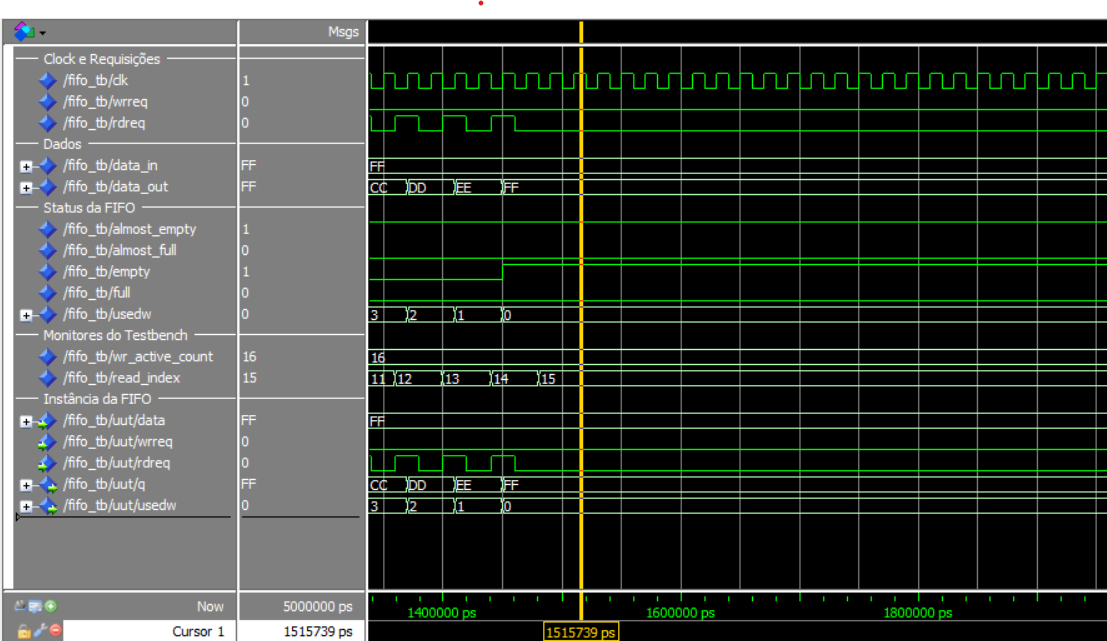 Msgs
Clock e Requisições
/fifo_tb/clk 1
/fifo_tb/wrreq 0
/fifo_tb/rdreq 0
Dados
/fifo_tb/data_in FF FF
/fifo_tb/data_out FF CC DD EE FF
Status da FIFO
/fifo_tb/almost_empty 1
/fifo_tb/almost_full 0
/fifo_tb/empty 1
/fifo_tb/full 0
/fifo_tb/usedw 0 3 2 1 0
Monitores do Testbench
/fifo_tb/wr_active_count 16 16
/fifo_tb/read_index 15 11 12 13 14 15
Instância da FIFO
/fifo_tb/uut/data FF FF
/fifo_tb/uut/wrreq 0
/fifo_tb/uut/rdreq 0
/fifo_tb/uut/q FF CC DD EE FF
/fifo_tb/uut/usedw 0 3 2 1 0
Now 5000000 ps 1400000 ps 1600000 ps 1800000 ps
Cursor 1 1515739 ps 1515739 ps